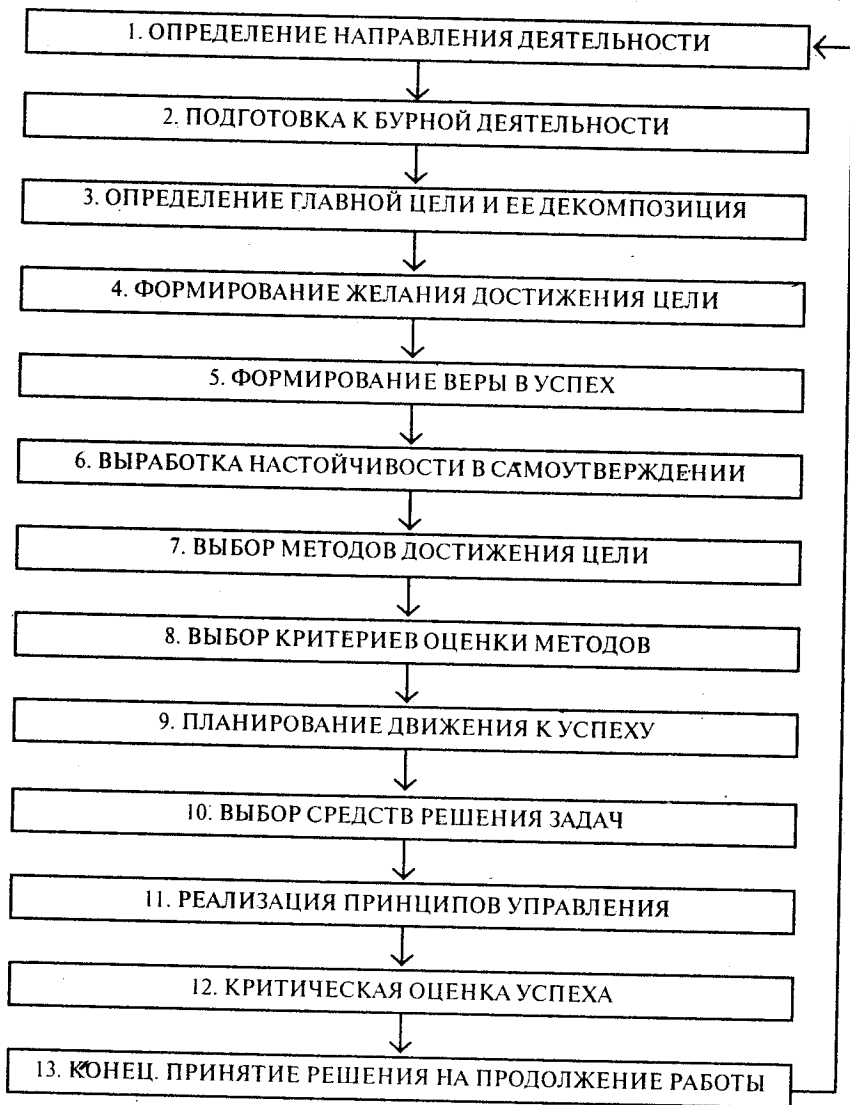 1. ОПРЕДЕЛЕНИЕ НАПРАВЛЕНИЯ ДЕЯТЕЛЬНОСТИ
2. ПОДГОТОВКА К БУРНОЙ ДЕЯТЕЛЬНОСТИ
3. ОПРЕДЕЛЕНИЕ ГЛАВНОЙ ЦЕЛИ И ЕЕ ДЕКОМПОЗИЦИЯ
4. ФОРМИРОВАНИЕ ЖЕЛАНИЯ ДОСТИЖЕНИЯ ЦЕЛИ
5. ФОРМИРОВАНИЕ ВЕРЫ В УСПЕХ
6. ВЫРАБОТКА НАСТОЙЧИВОСТИ В САМОУТВЕРЖДЕНИИ
7. ВЫБОР МЕТОДОВ ДОСТИЖЕНИЯ ЦЕЛИ
8. ВЫБОР КРИТЕРИЕВ ОЦЕНКИ МЕТОДОВ
9. ПЛАНИРОВАНИЕ ДВИЖЕНИЯ К УСПЕХУ
10. ВЫБОР СРЕДСТВ РЕШЕНИЯ ЗАДАЧ
11. РЕАЛИЗАЦИЯ ПРИНЦИПОВ УПРАВЛЕНИЯ
12. КРИТИЧЕСКАЯ ОЦЕНКА УСПЕХА
13. КОНЕЦ. ПРИНЯТИЕ РЕШЕНИЯ НА ПРОДОЛЖЕНИЕ РАБОТЫ